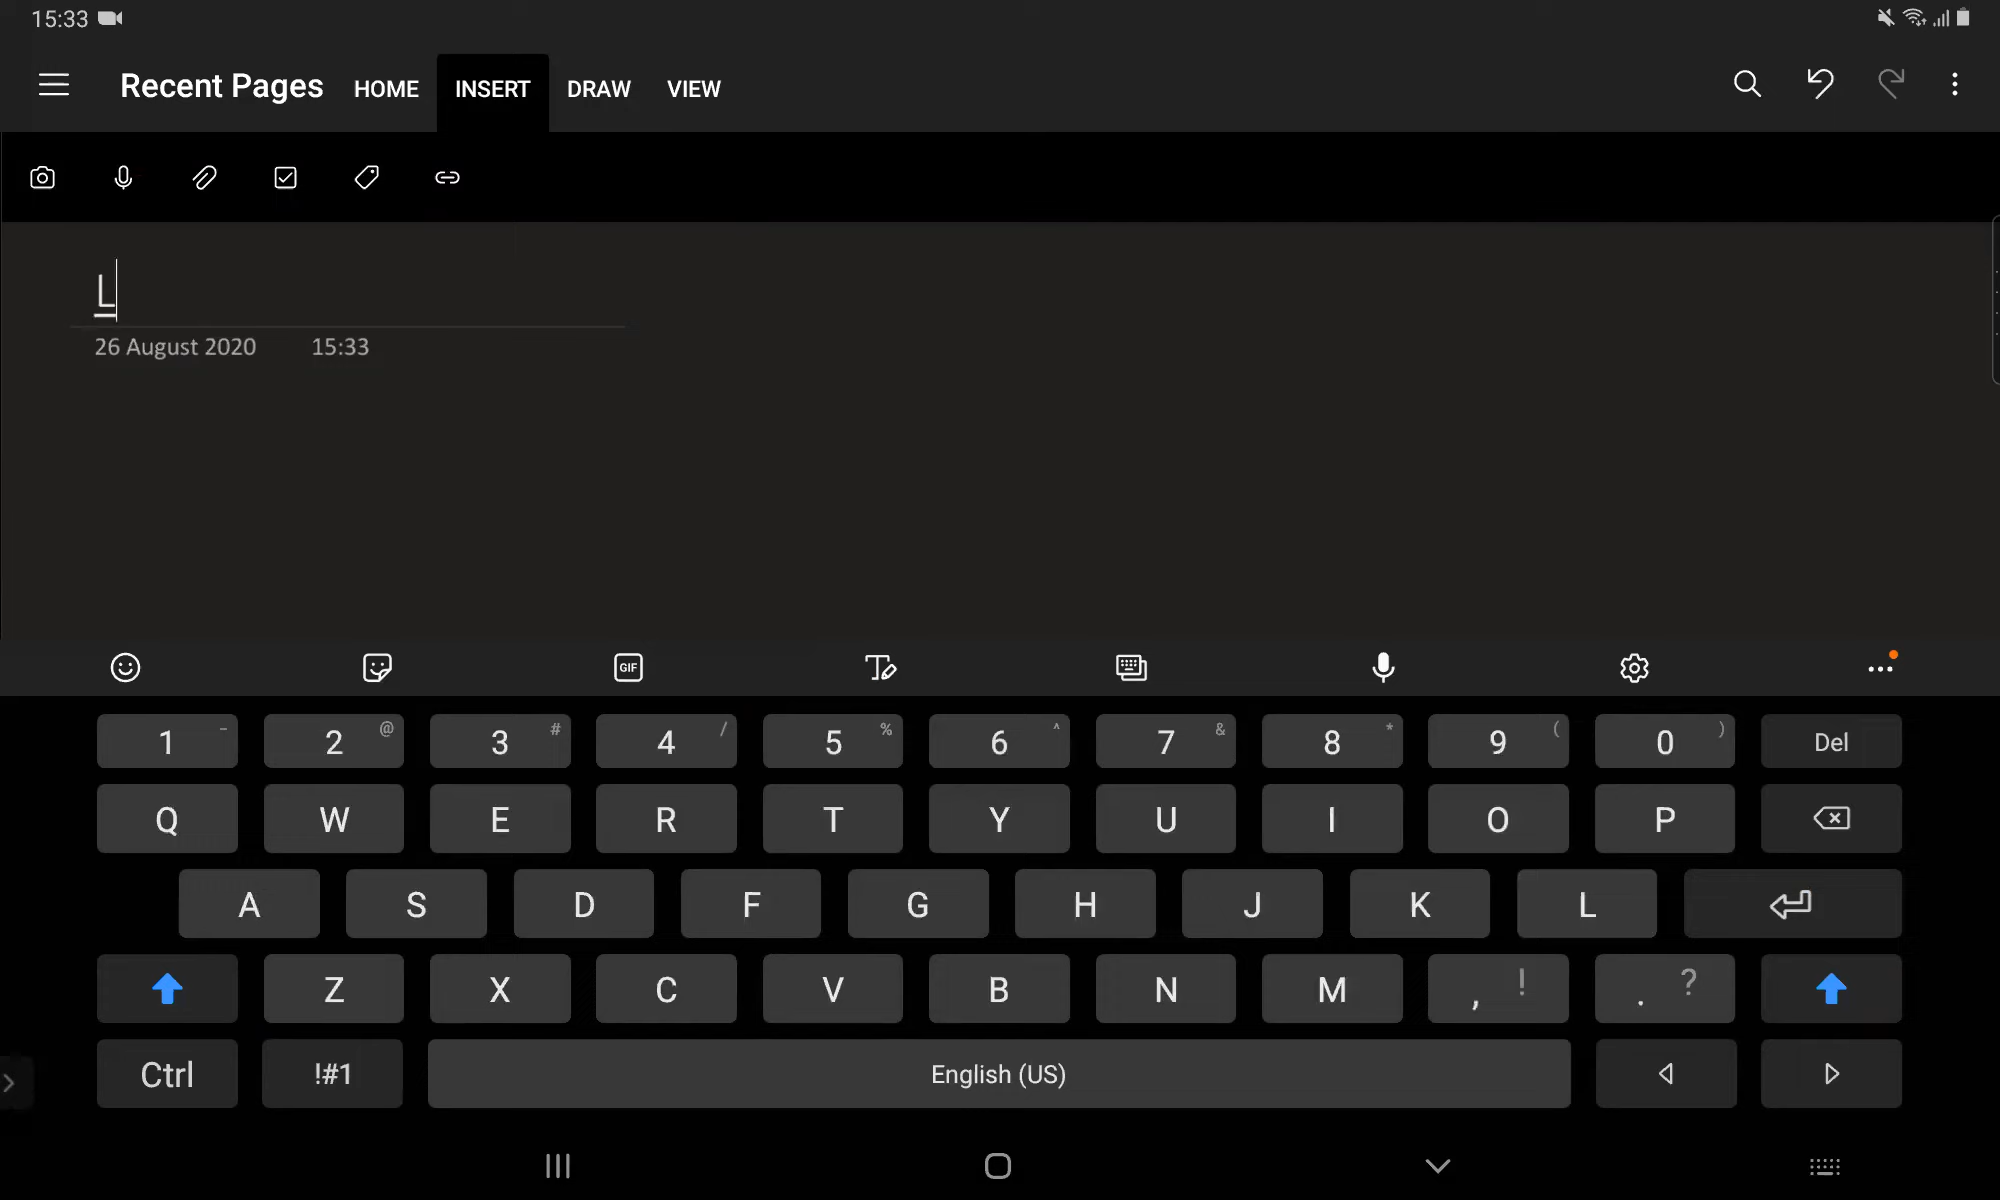 15:33
Recent Pages HOME INSERT DRAW VIEW
L
26 August 2020 15:33
GIF
1 - 2 @ 3 # 4 / 5 % 6 ^ 7 & 8 * 9 ( 0 ) Del
Q W E R T Y U I O P
A S D F G H J K L
Z X C V B N M , ! . ?
Ctrl !#1 English (US)